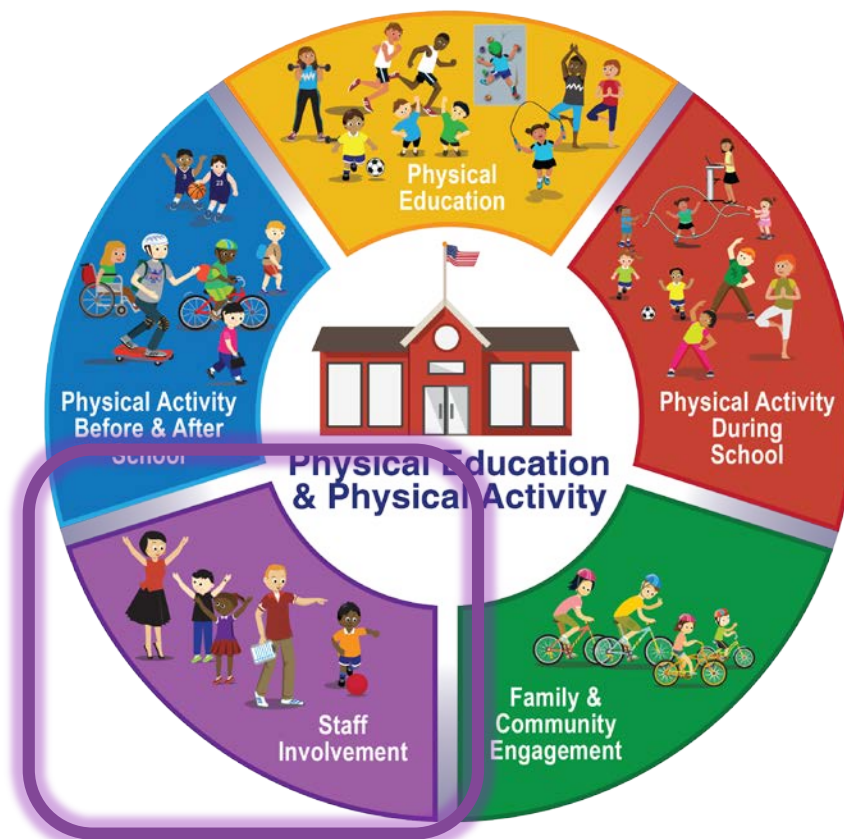 Physical
Education
Physical Activity
Before & After
School
Physical Activity
During
School
Physical Education
& Physical Activity
Staff
Involvement
Family &
Community
Engagement